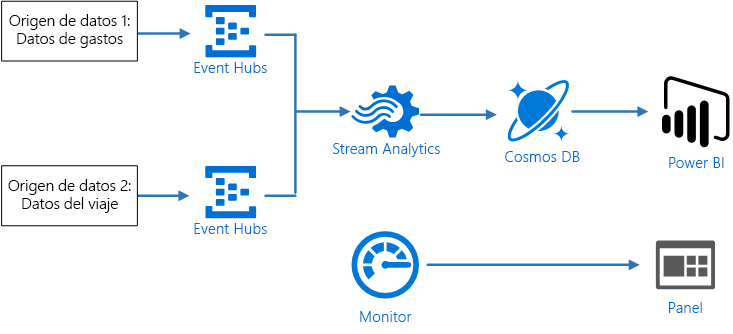 Origen de datos 1:
Datos de gastos
Event Hubs
Stream Analytics
Cosmos DB
Power BI
Origen de datos 2:
Datos del viaje
Event Hubs
Monitor
Panel